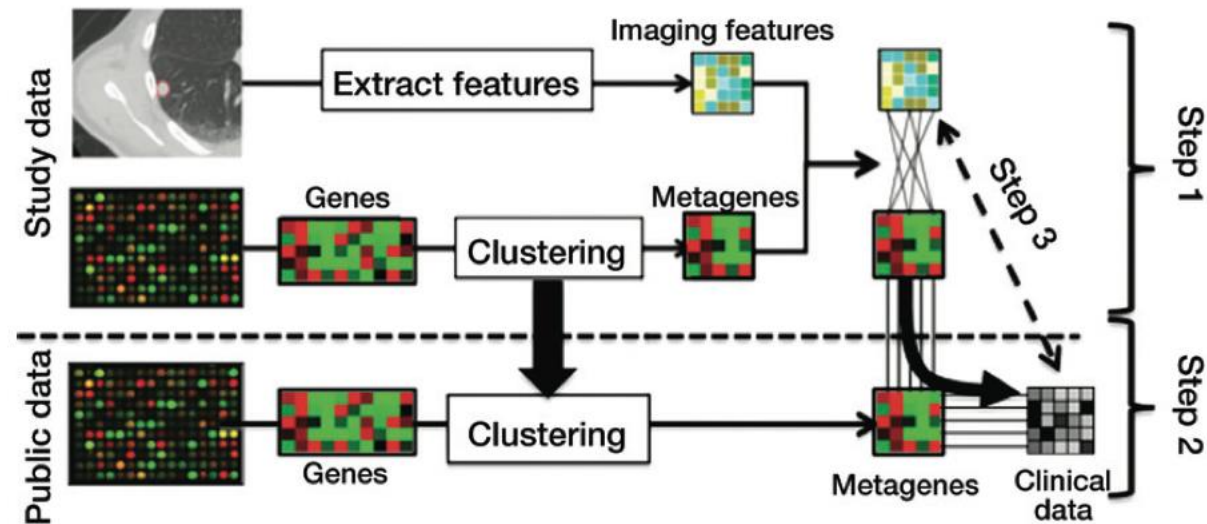 Study data
Imaging features
Extract features
Genes
Metagenes
Clustering
Step 1
Step 3
Public data
Genes
Clustering
Metagenes
Clinical
data
Step 2